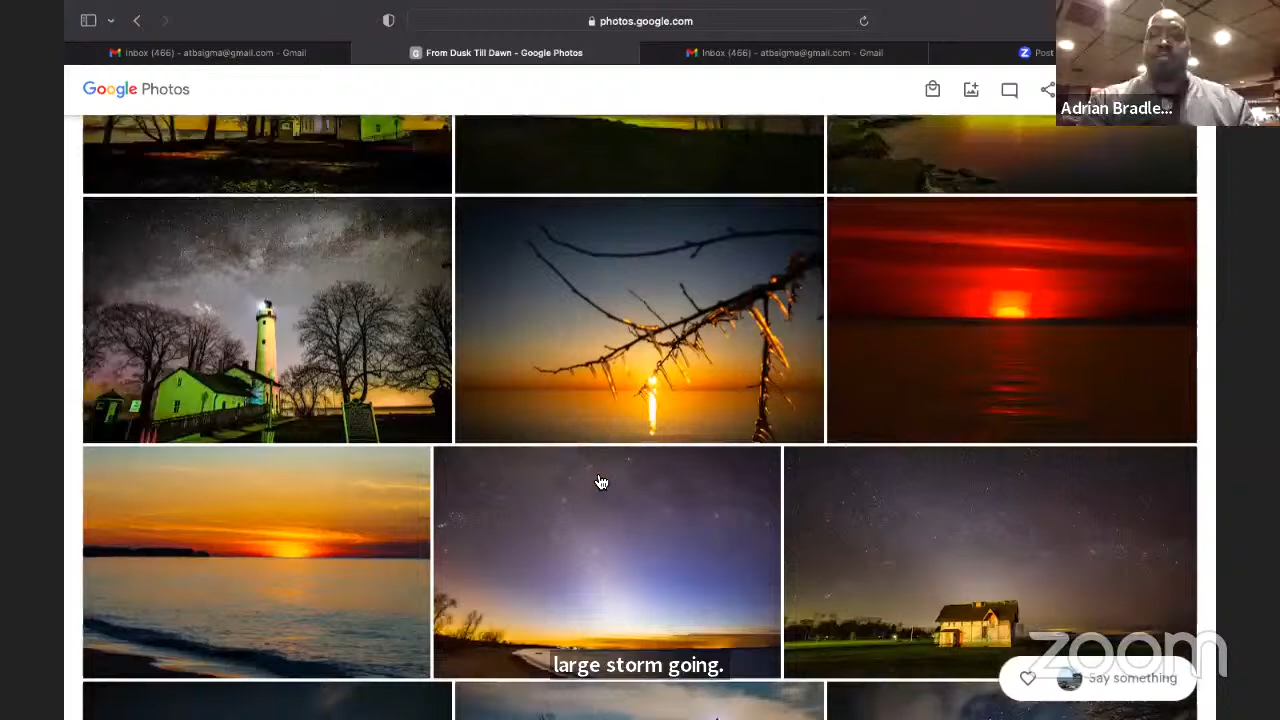 photos.google.com
Inbox (466) - atbsigma@gmail.com - Gmail
From Dusk Till Dawn - Google Photos
Inbox (466) - atbsigma@gmail.com - Gmail
Z Post
Google Photos
Adrian Bradle...
large storm going.
zoom
Say something